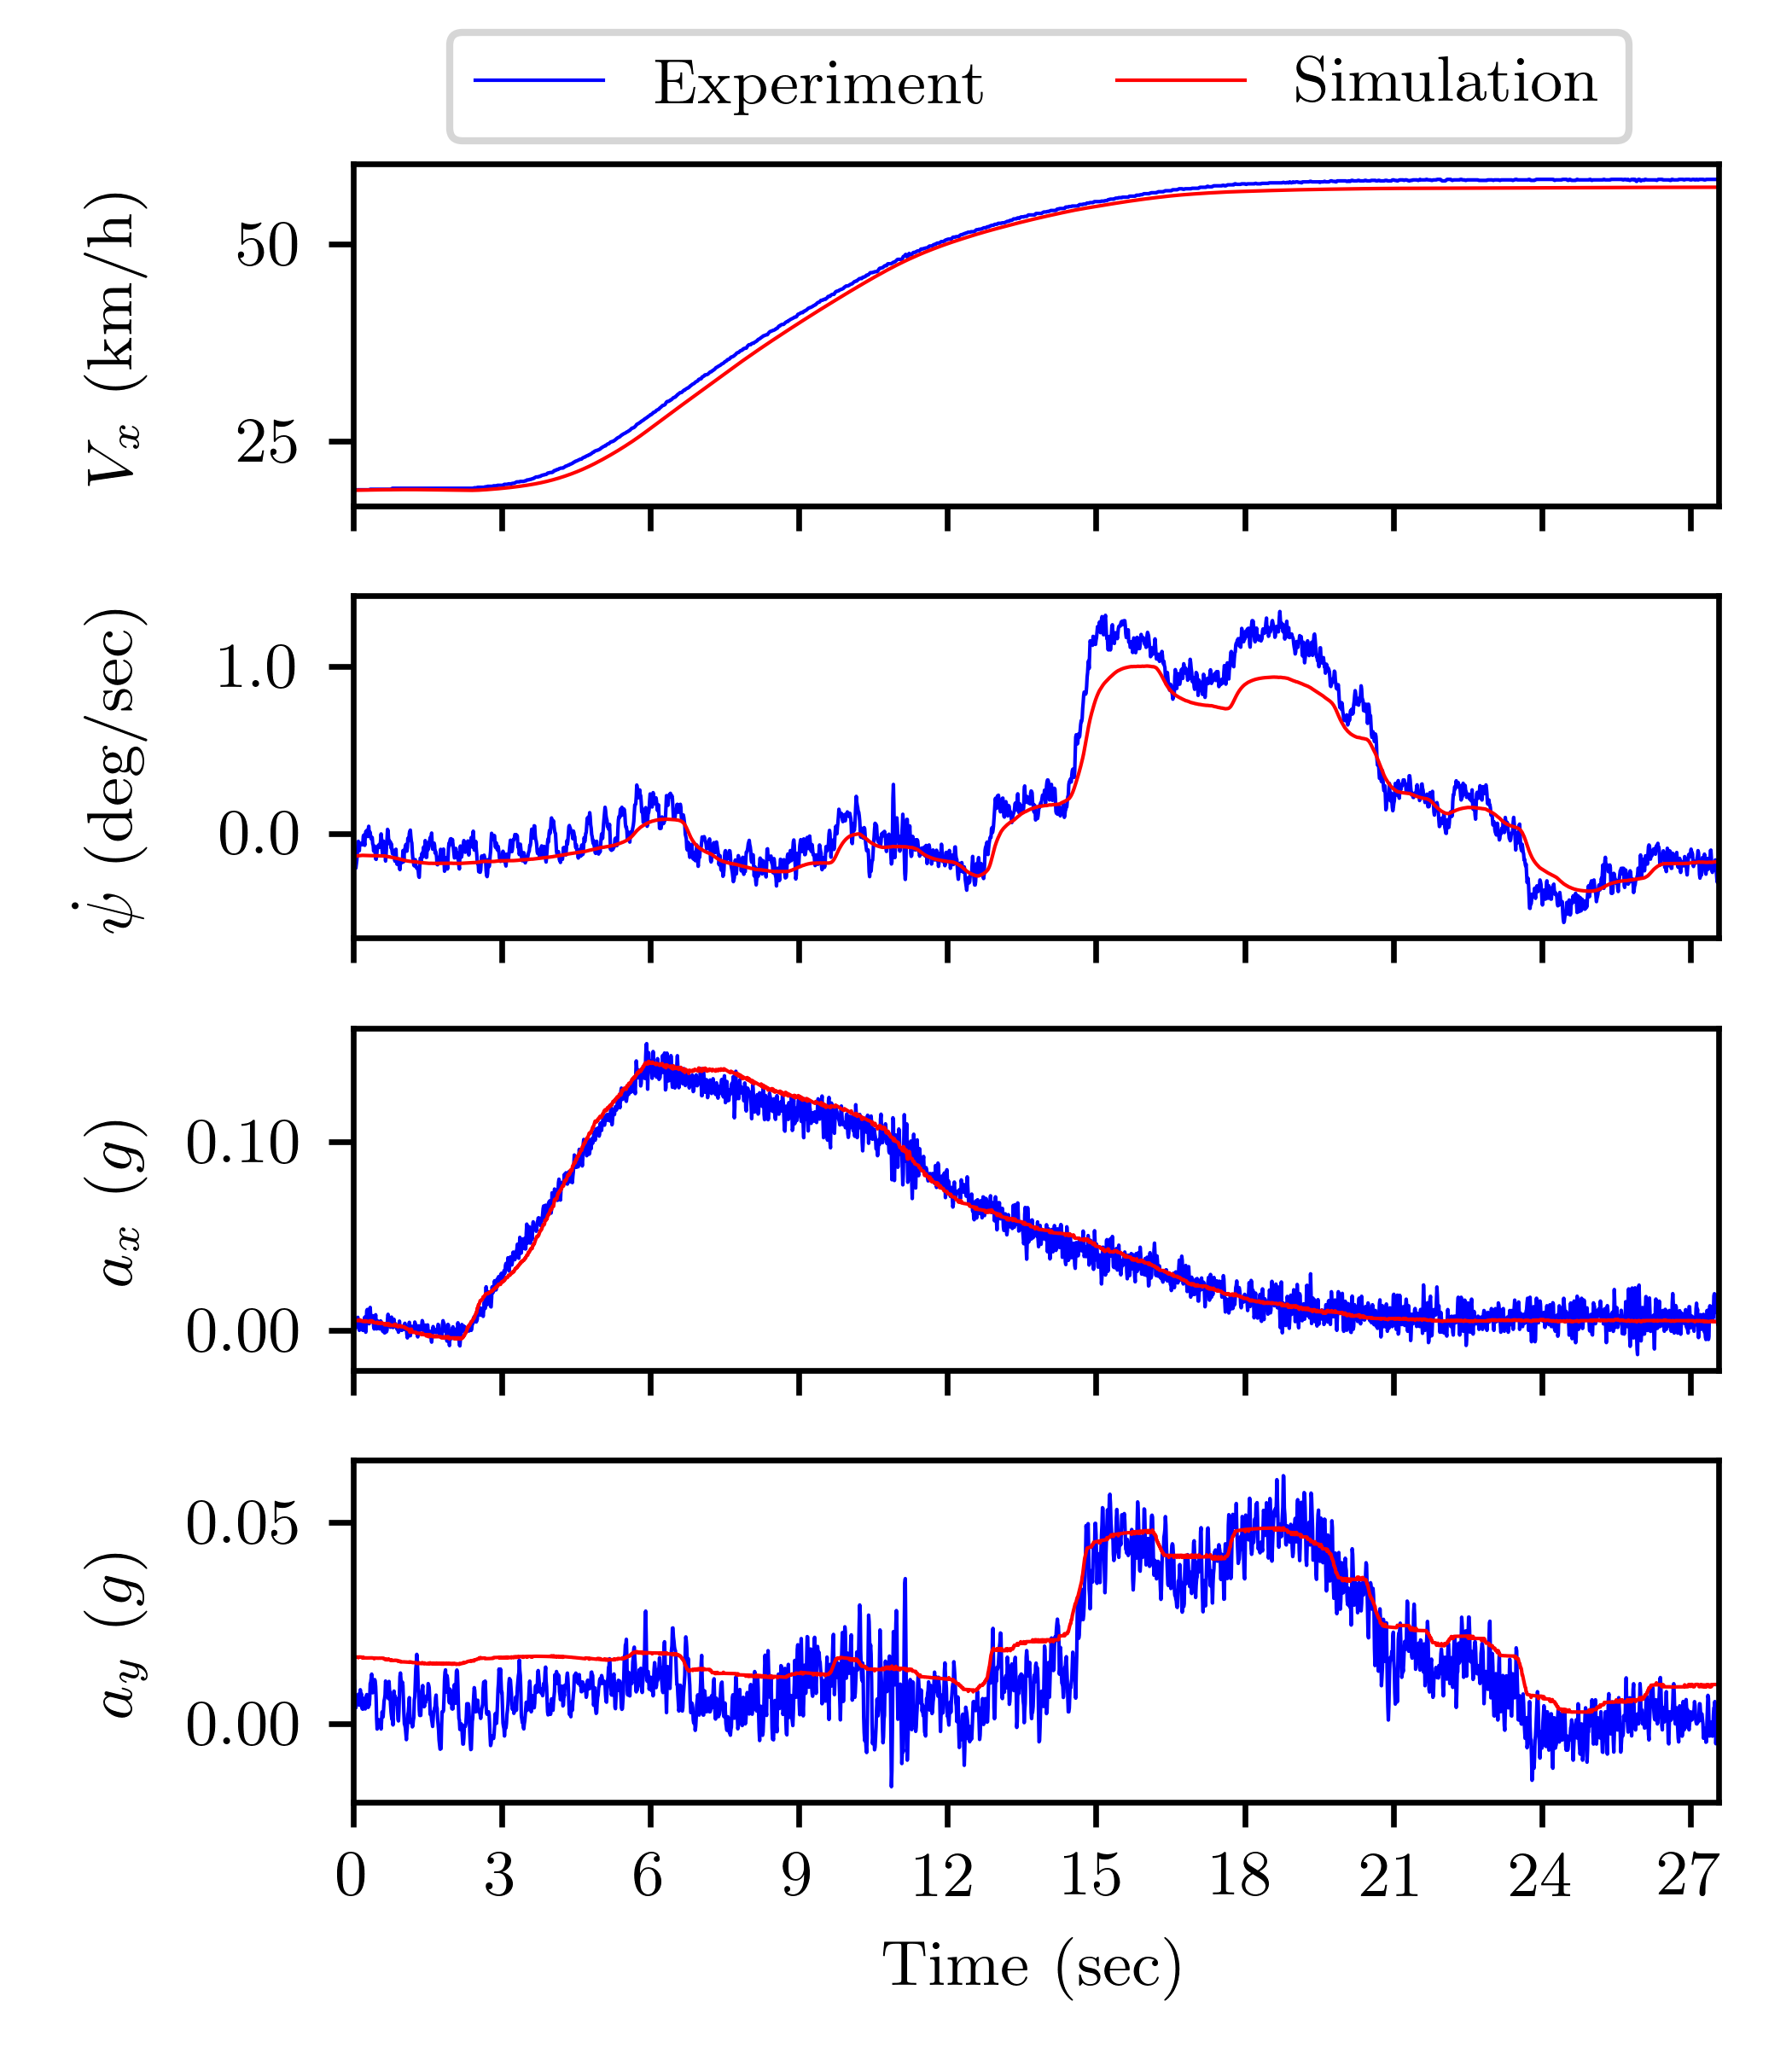 Experiment Simulation
V_x (km/h)
50
25
ψ̇ (deg/sec)
1.0
0.0
a_x (g)
0.10
0.00
a_y (g)
0.05
0.00
0 3 6 9 12 15 18 21 24 27
Time (sec)